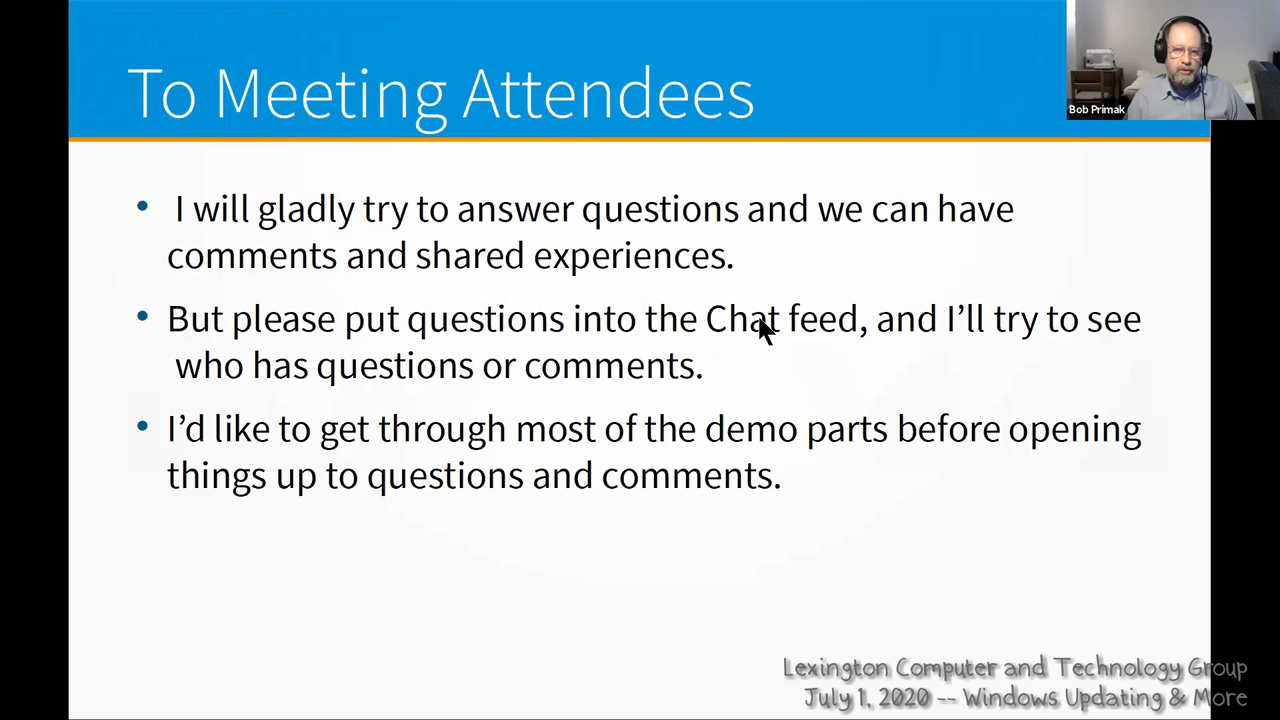 To Meeting Attendees
Bob Primak
• I will gladly try to answer questions and we can have
comments and shared experiences.
• But please put questions into the Chat feed, and I’ll try to see
who has questions or comments.
• I’d like to get through most of the demo parts before opening
things up to questions and comments.
Lexington Computer and Technology Group
July 1, 2020 -- Windows Updating & More